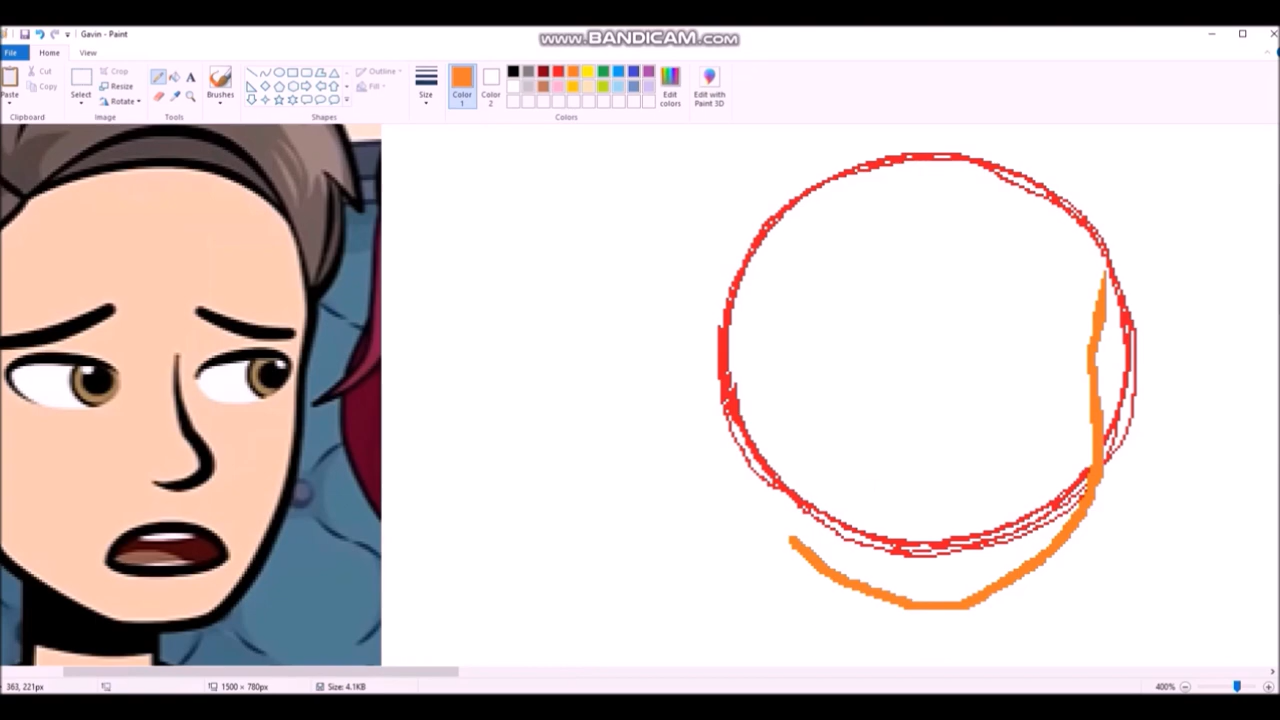 www.BANDICAM.com
Gavin - Paint
File Home View
Paste
Cut
Copy
Clipboard
Select
Crop
Resize
Rotate
Image
A
Tools
Brushes
Outline
Fill
Shapes
Size
Color
1
Color
2
Edit
colors
Colors
Edit with
Paint 3D
363, 221px
1500 × 780px
Size: 4.1KB
400%